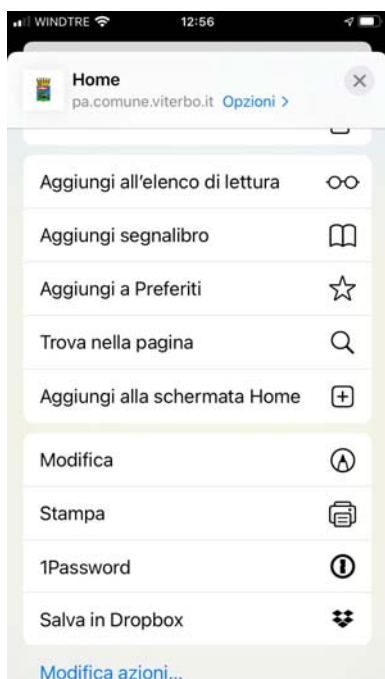 WINDTRE 12:56
Home
pa.comune.viterbo.it Opzioni >
Aggiungi all'elenco di lettura
Aggiungi segnalibro
Aggiungi a Preferiti
Trova nella pagina
Aggiungi alla schermata Home
Modifica
Stampa
1Password
Salva in Dropbox
Modifica azioni...